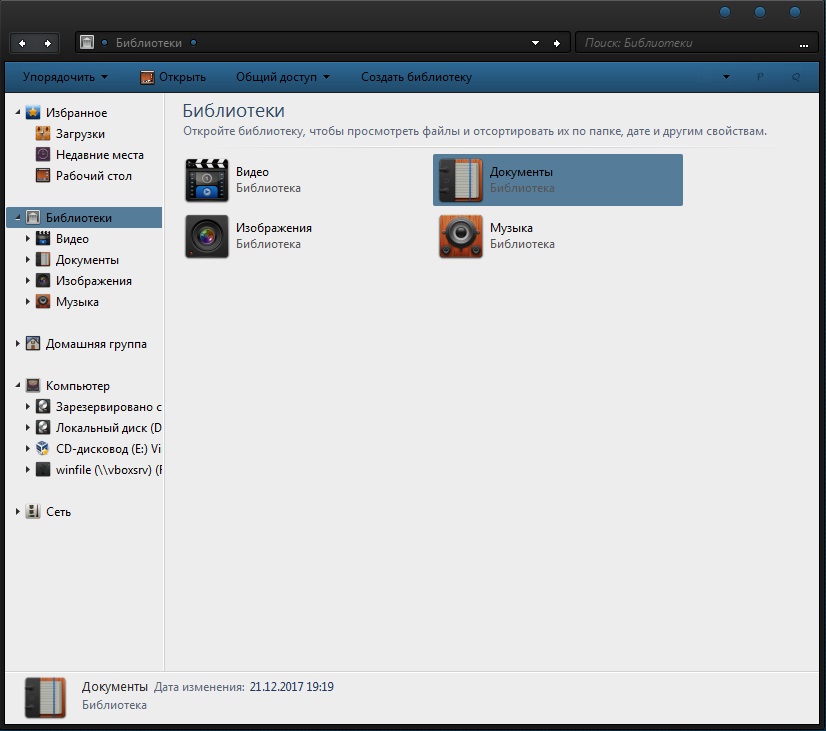 Библиотеки
Поиск: Библиотеки
...
Упорядочить
Открыть
Общий доступ
Создать библиотеку
P
Q
Избранное
Загрузки
Недавние места
Рабочий стол
Библиотеки
Видео
Документы
Изображения
Музыка
Домашняя группа
Компьютер
Зарезервировано с
Локальный диск (D
CD-дисковод (E:) Vi
winfile (\\vboxsrv) (F
Сеть
Библиотеки
Откройте библиотеку, чтобы просмотреть файлы и отсортировать их по папке, дате и другим свойствам.
Видео
Библиотека
Документы
Библиотека
Изображения
Библиотека
Музыка
Библиотека
Документы Дата изменения: 21.12.2017 19:19
Библиотека